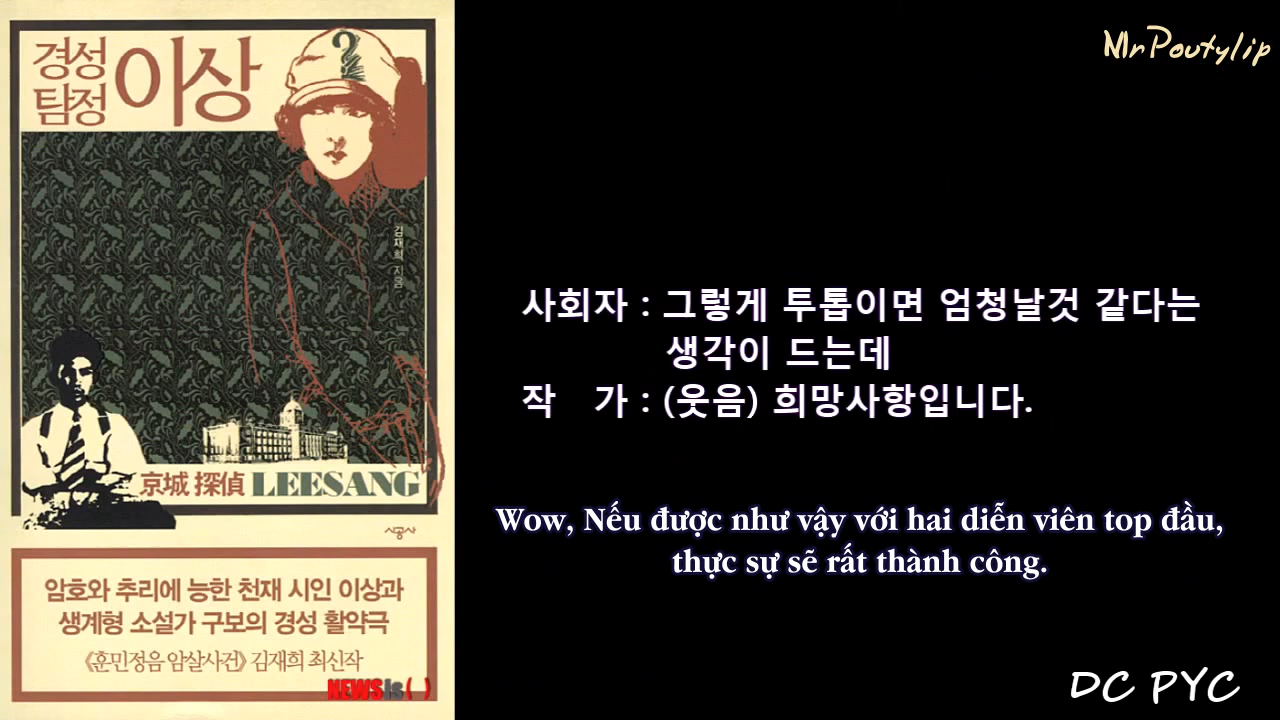 경성
탐정 이상
?
김재희 지음
京城 探偵 LEESANG
시공사
암호와 추리에 능한 천재 시인 이상과
생계형 소설가 구보의 경성 활약극
《훈민정음 암살사건》 김재희 최신작
NEWSis( )
MnPoutylip
사회자 : 그렇게 투톱이면 엄청날것 같다는
생각이 드는데
작 가 : (웃음) 희망사항입니다.
Wow, Nếu được như vậy với hai diễn viên top đầu,
thực sự sẽ rất thành công.
DC PYC